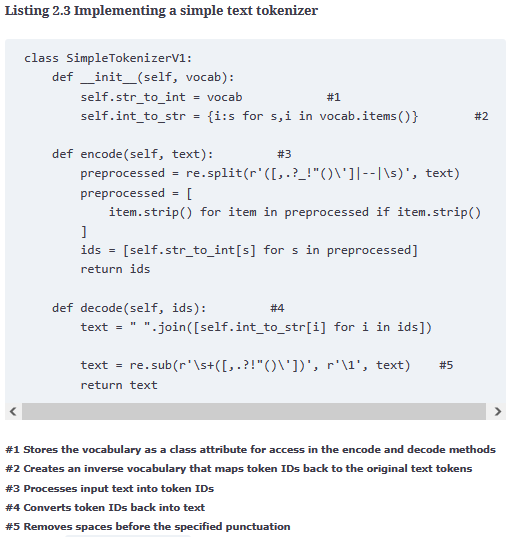 Listing 2.3 Implementing a simple text tokenizer
class SimpleTokenizerV1:
    def __init__(self, vocab):
        self.str_to_int = vocab            #1
        self.int_to_str = {i:s for s,i in vocab.items()}        #2

    def encode(self, text):         #3
        preprocessed = re.split(r'([,.?_!"()\']|--|\s)', text)
        preprocessed = [
            item.strip() for item in preprocessed if item.strip()
        ]
        ids = [self.str_to_int[s] for s in preprocessed]
        return ids

    def decode(self, ids):         #4
        text = " ".join([self.int_to_str[i] for i in ids])

        text = re.sub(r'\s+([,.?!"()\'])', r'\1', text)    #5
        return text
#1 Stores the vocabulary as a class attribute for access in the encode and decode methods
#2 Creates an inverse vocabulary that maps token IDs back to the original text tokens
#3 Processes input text into token IDs
#4 Converts token IDs back into text
#5 Removes spaces before the specified punctuation